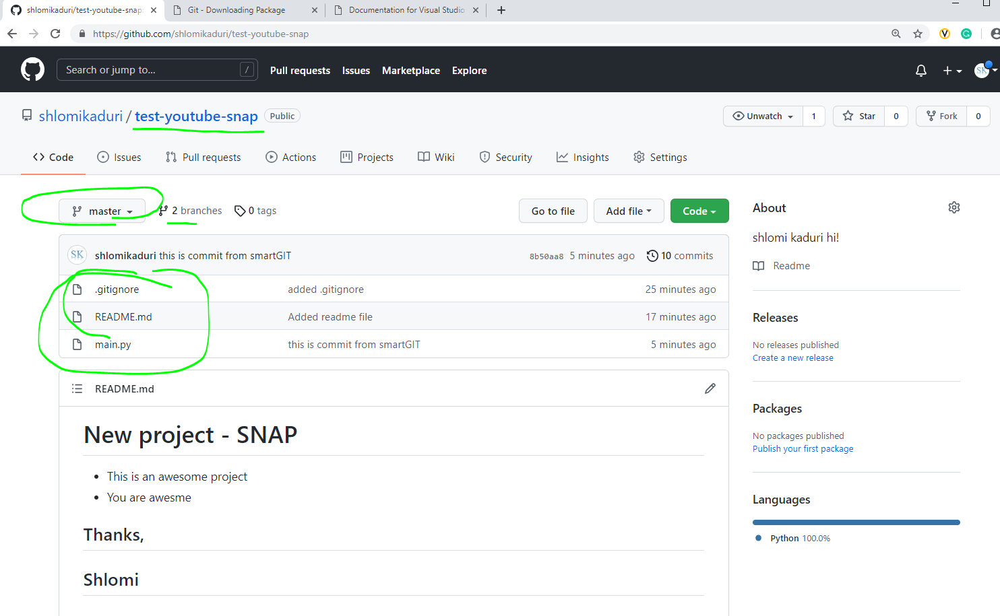 shlomikaduri/test-youtube-snap:
Git - Downloading Package
Documentation for Visual Studio
https://github.com/shlomikaduri/test-youtube-snap
Search or jump to... /
Pull requests Issues Marketplace Explore
SK
shlomikaduri / test-youtube-snap Public
Unwatch 1 Star 0 Fork 0
Code Issues Pull requests Actions Projects Wiki Security Insights Settings
master 2 branches 0 tags
Go to file Add file Code
SK shlomikaduri this is commit from smartGIT 8b50aa8 5 minutes ago 10 commits
.gitignore added .gitignore 25 minutes ago
README.md Added readme file 17 minutes ago
main.py this is commit from smartGIT 5 minutes ago
README.md
New project - SNAP
This is an awesome project
You are awesme
Thanks,
Shlomi
About
shlomi kaduri hi!
Readme
Releases
No releases published
Create a new release
Packages
No packages published
Publish your first package
Languages
Python 100.0%